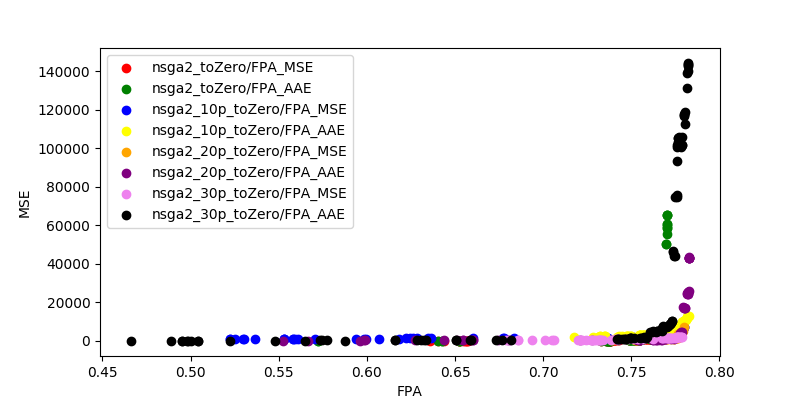 nsga2_toZero/FPA_MSE
nsga2_toZero/FPA_AAE
nsga2_10p_toZero/FPA_MSE
nsga2_10p_toZero/FPA_AAE
nsga2_20p_toZero/FPA_MSE
nsga2_20p_toZero/FPA_AAE
nsga2_30p_toZero/FPA_MSE
nsga2_30p_toZero/FPA_AAE
MSE
140000
120000
100000
80000
60000
40000
20000
0
0.45 0.50 0.55 0.60 0.65 0.70 0.75 0.80
FPA